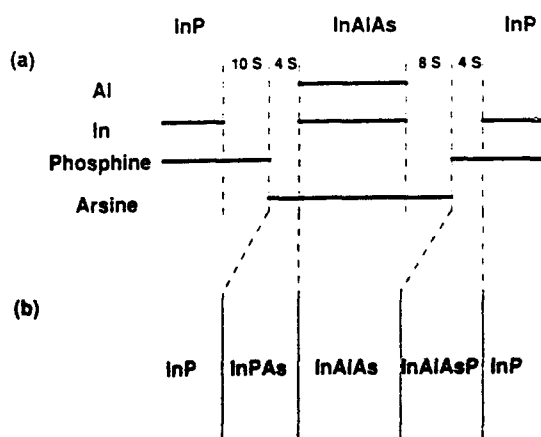 InP InAlAs InP
(a)
10 S 4 S 8 S 4 S
Al
In
Phosphine
Arsine
(b)
InP InPAs InAlAs InAlAsP InP